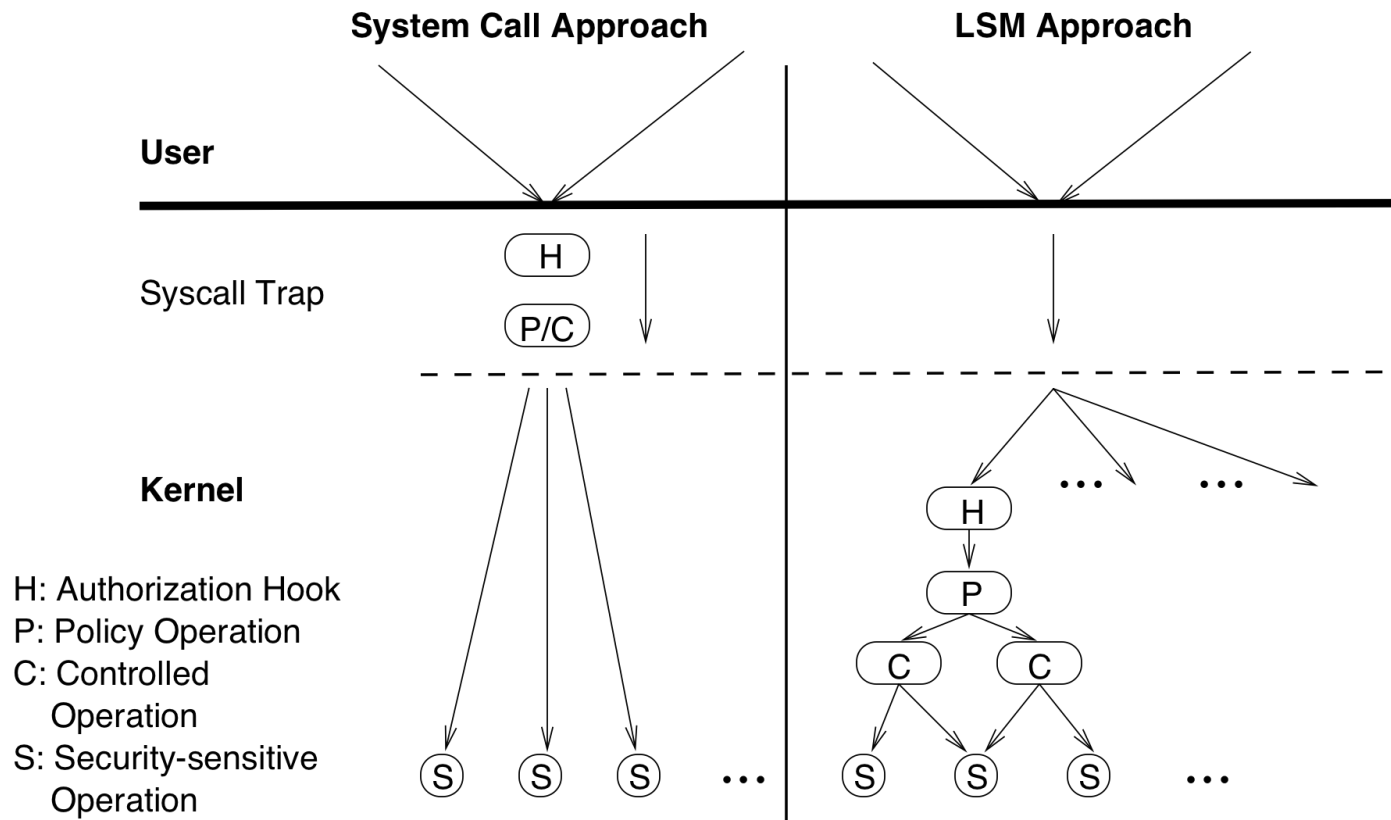 System Call Approach
LSM Approach
User
H
Syscall Trap
P/C
Kernel
H
P
C C
H: Authorization Hook
P: Policy Operation
C: Controlled
Operation
S: Security-sensitive
Operation
S S S ...
S S S ...
... ...